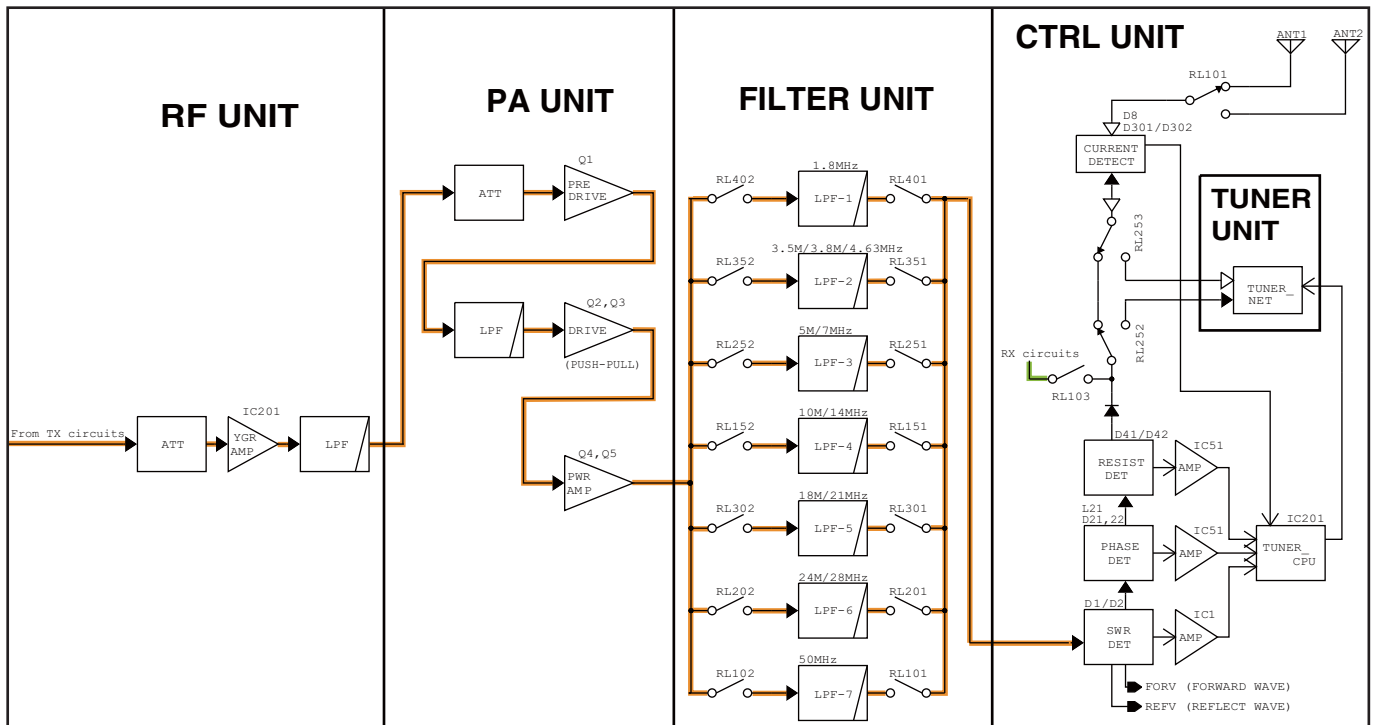 RF UNIT
From TX circuits
ATT
IC201
YGR
AMP
LPF
PA UNIT
ATT
Q1
PRE
DRIVE
LPF
Q2,Q3
DRIVE
(PUSH-PULL)
Q4,Q5
PWR
AMP
FILTER UNIT
1.8MHz
RL402
LPF-1
RL401
3.5M/3.8M/4.63MHz
RL352
LPF-2
RL351
5M/7MHz
RL252
LPF-3
RL251
10M/14MHz
RL152
LPF-4
RL151
18M/21MHz
RL302
LPF-5
RL301
24M/28MHz
RL202
LPF-6
RL201
50MHz
RL102
LPF-7
RL101
CTRL UNIT
ANT1
ANT2
RL101
D8
D301/D302
CURRENT
DETECT
RL253
TUNER
UNIT
TUNER_
NET
RL252
RX circuits
RL103
D41/D42
RESIST
DET
IC51
AMP
L21
D21,22
PHASE
DET
IC51
AMP
IC201
TUNER_
CPU
D1/D2
SWR
DET
IC1
AMP
FORV (FORWARD WAVE)
REFV (REFLECT WAVE)